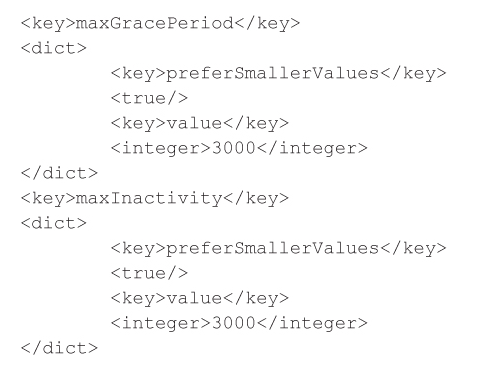 <key>maxGracePeriod</key>
<dict>
        <key>preferSmallerValues</key>
        <true/>
        <key>value</key>
        <integer>3000</integer>
</dict>
<key>maxInactivity</key>
<dict>
        <key>preferSmallerValues</key>
        <true/>
        <key>value</key>
        <integer>3000</integer>
</dict>